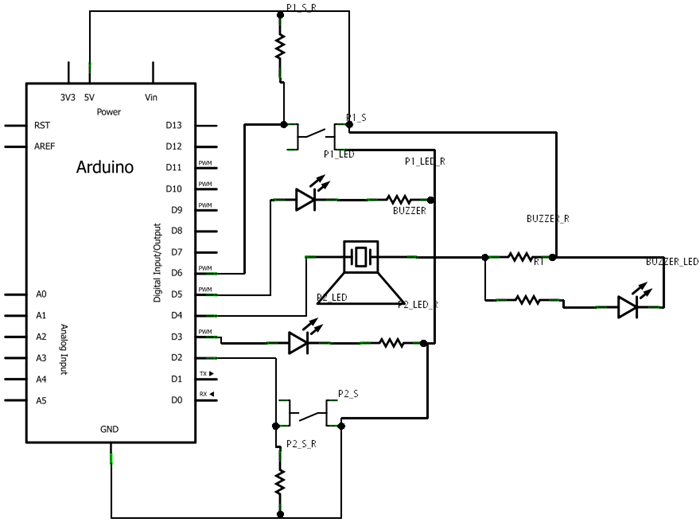 P1_S_R
3V3 5V Vin
Power
P1_S
RST D13
P1_LED
AREF D12
P1_LED_R
Arduino
D11 PWM
D10 PWM
D9 PWM
BUZZER
D8
BUZZER_R
D7
Digital Input/Output
D6 PWM
R1
BUZZER_LED
A0 D5 PWM
P2_LED
P2_LED_R
A1 D4
A2 D3 PWM
Analog Input
A3 D2
A4 D1 TX
P2_S
A5 D0 RX
GND
P2_S_R